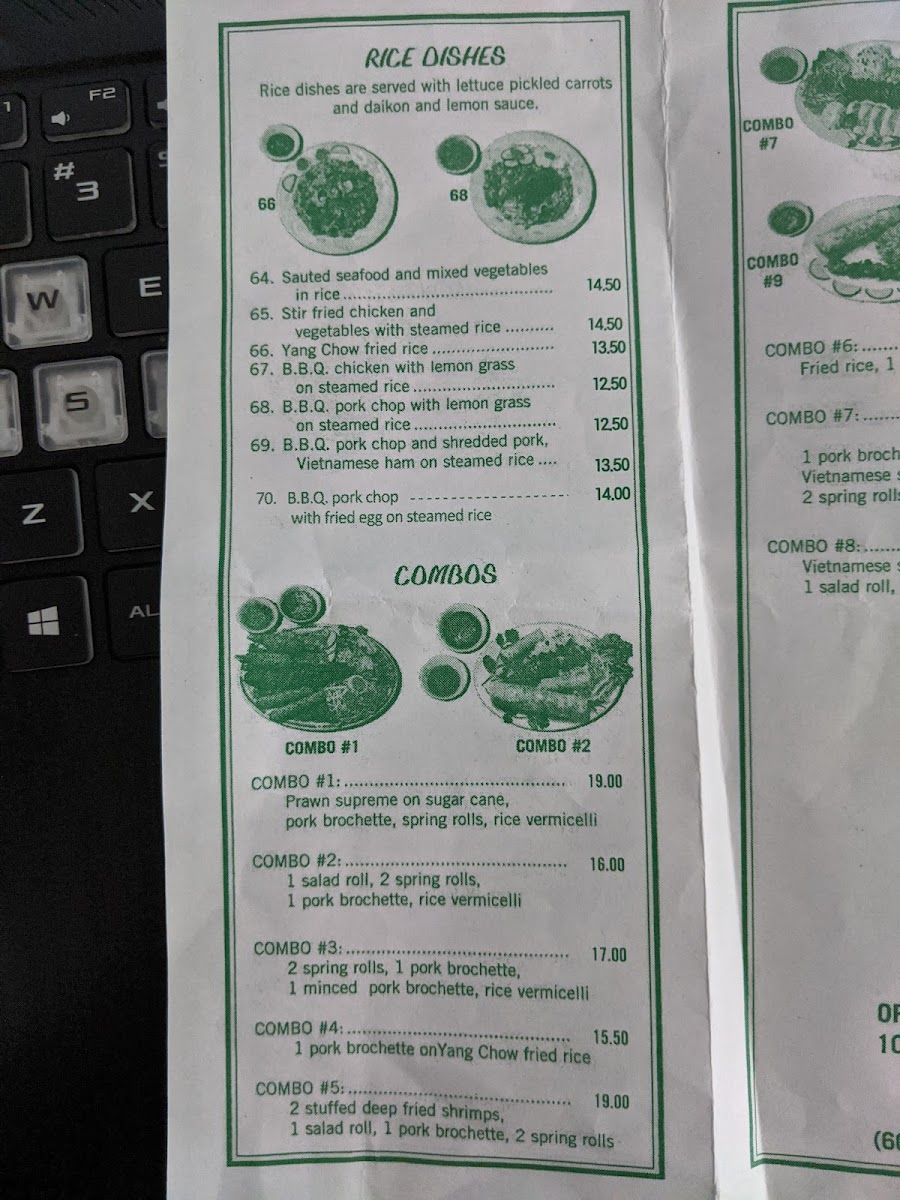 F2
#
3
W
E
S
Z
X
AL
RICE DISHES
Rice dishes are served with lettuce pickled carrots
and daikon and lemon sauce.
66
68
64. Sauted seafood and mixed vegetables
in rice........................................ 14.50
65. Stir fried chicken and
vegetables with steamed rice .......... 14.50
66. Yang Chow fried rice ......................... 13.50
67. B.B.Q. chicken with lemon grass
on steamed rice............................. 12.50
68. B.B.Q. pork chop with lemon grass
on steamed rice............................. 12.50
69. B.B.Q. pork chop and shredded pork,
Vietnamese ham on steamed rice .... 13.50
70. B.B.Q. pork chop ----------------------- 14.00
with fried egg on steamed rice
COMBOS
COMBO #1
COMBO #2
COMBO #1:......................................... 19.00
Prawn supreme on sugar cane,
pork brochette, spring rolls, rice vermicelli
COMBO #2:......................................... 16.00
1 salad roll, 2 spring rolls,
1 pork brochette, rice vermicelli
COMBO #3:......................................... 17.00
2 spring rolls, 1 pork brochette,
1 minced pork brochette, rice vermicelli
COMBO #4:......................................... 15.50
1 pork brochette onYang Chow fried rice
COMBO #5:......................................... 19.00
2 stuffed deep fried shrimps,
1 salad roll, 1 pork brochette, 2 spring rolls
COMBO
#7
COMBO
#9
COMBO #6:.......
Fried rice, 1
COMBO #7:.......
1 pork broch
Vietnamese s
2 spring rolls
COMBO #8:.......
Vietnamese s
1 salad roll,
10
(60